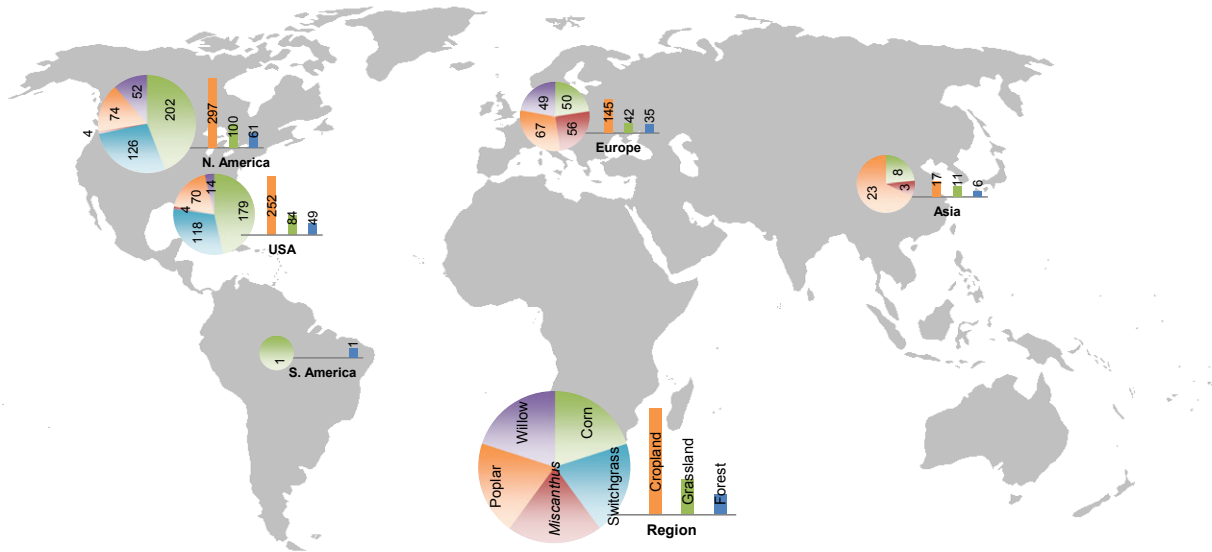 52
202
74
4
126
297
100
61
N. America
14
179
70
4
118
252
84
49
USA
49
50
67
56
145
42
35
Europe
8
3
23
17
11
6
Asia
1
1
S. America
Willow
Corn
Poplar
Miscanthus
Switchgrass
Cropland
Grassland
Forest
Region